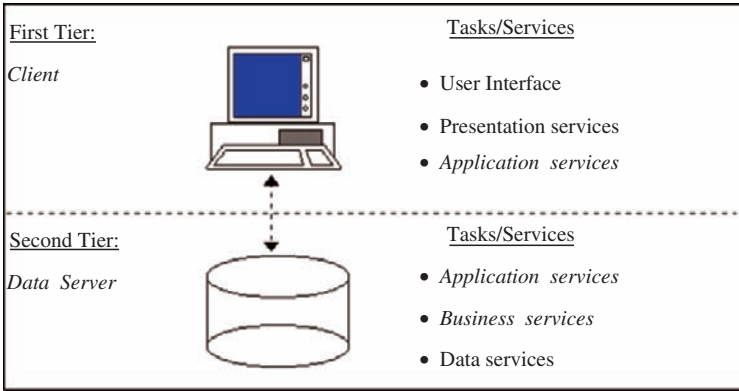 First Tier:
Client
Tasks/Services
• User Interface
• Presentation services
• Application services
Second Tier:
Data Server
Tasks/Services
• Application services
• Business services
• Data services